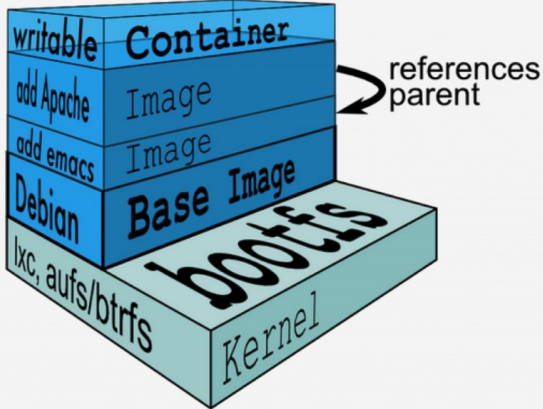 writable Container
add Apache Image
references
parent
add emacs Image
Debian Base Image
bootfs
lxc, aufs/btrfs
Kernel